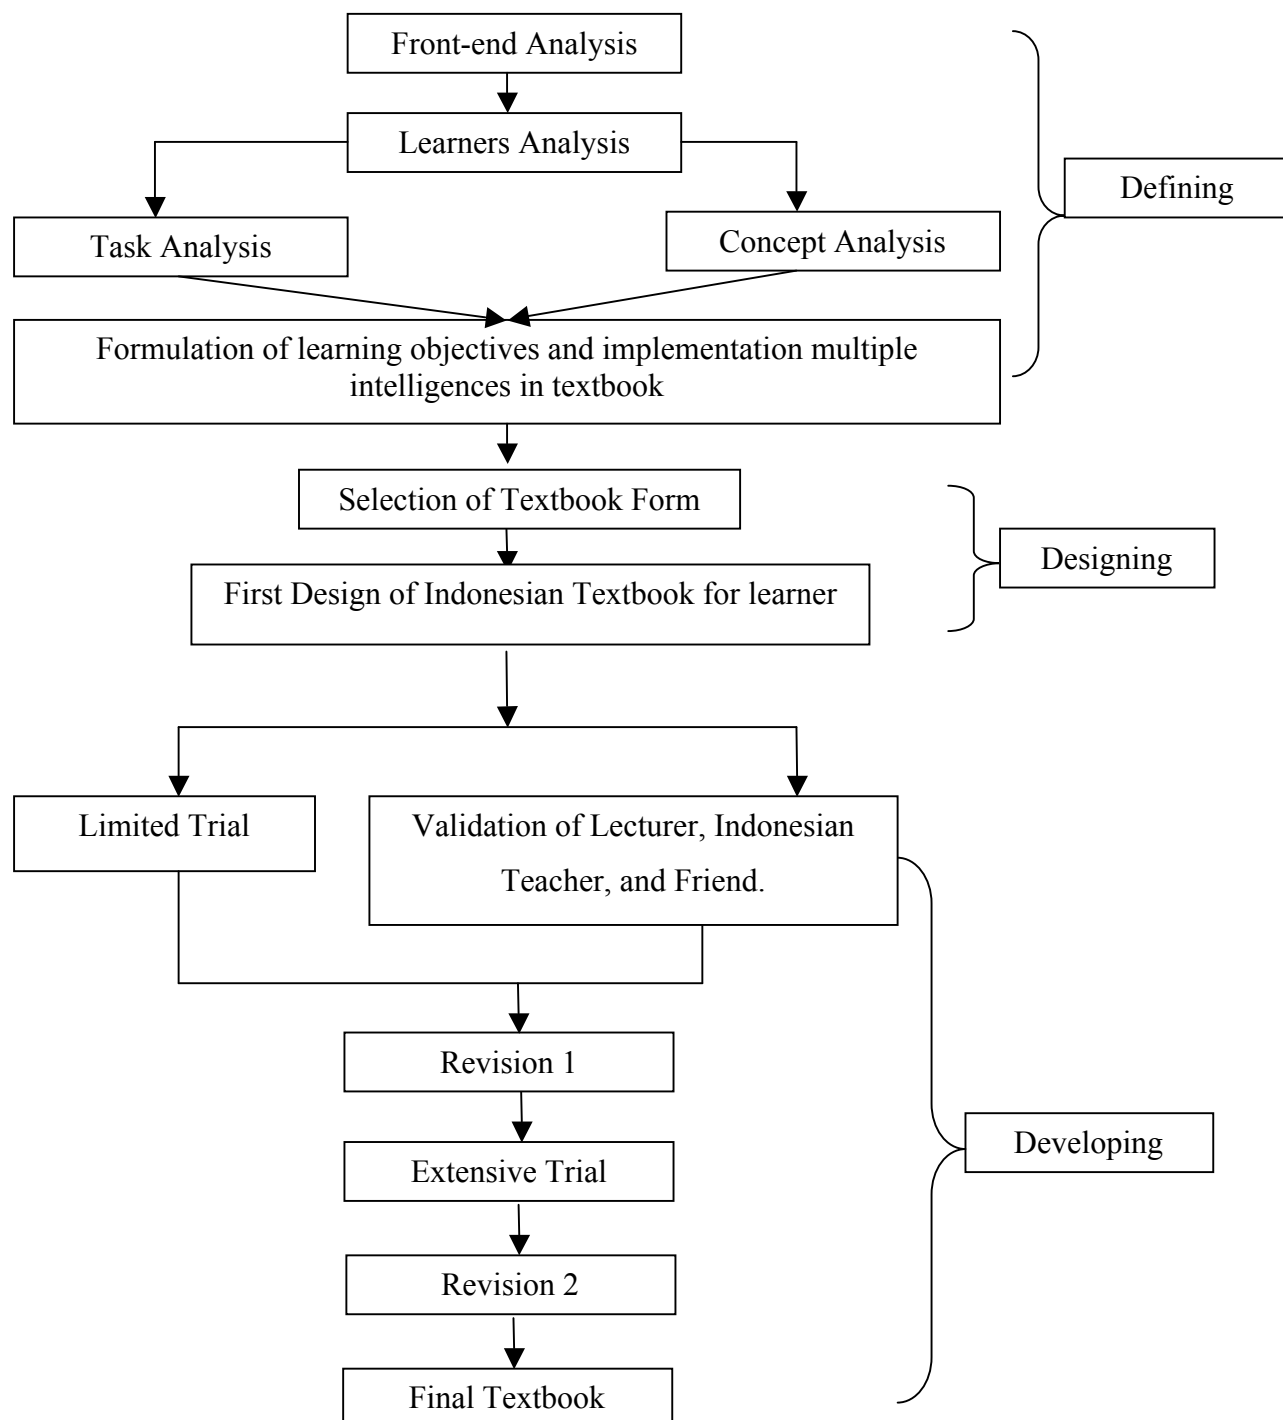 Front-end Analysis
Learners Analysis
Defining
Task Analysis
Concept Analysis
Formulation of learning objectives and implementation multiple
intelligences in textbook
Selection of Textbook Form
Designing
First Design of Indonesian Textbook for learner
Limited Trial
Validation of Lecturer, Indonesian
Teacher, and Friend.
Revision 1
Developing
Extensive Trial
Revision 2
Final Textbook